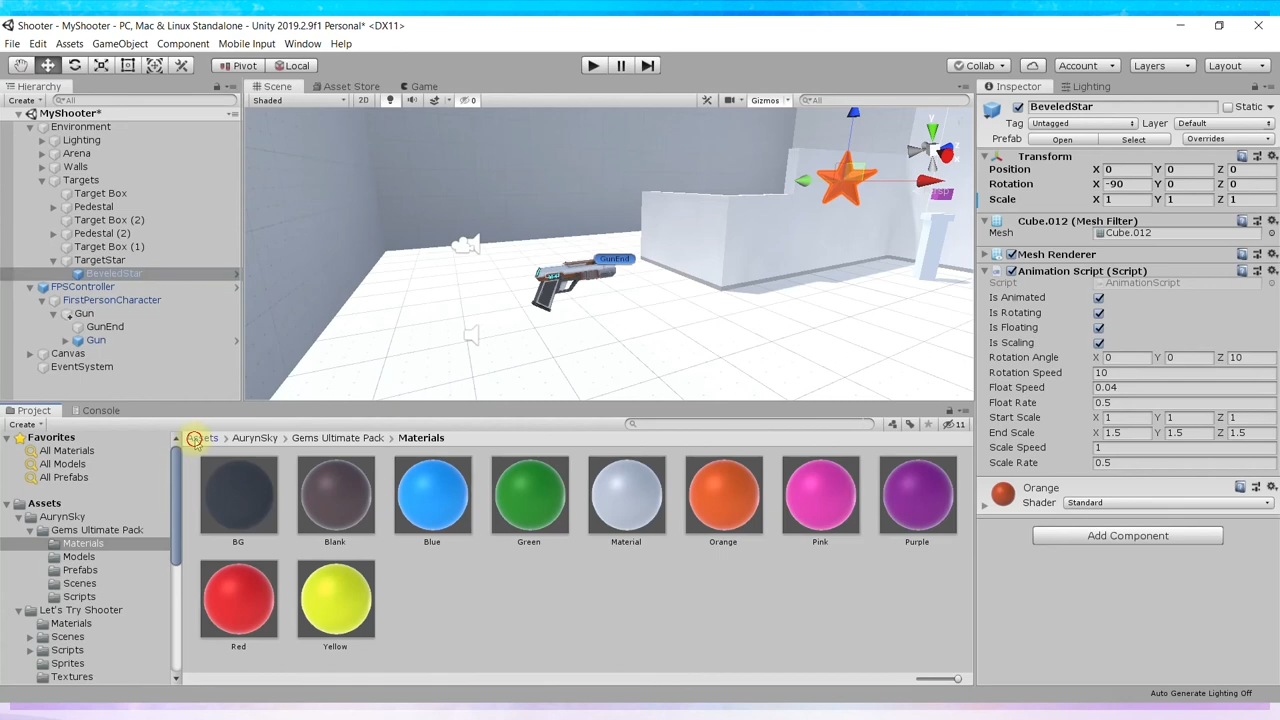 Shooter - MyShooter - PC, Mac & Linux Standalone - Unity 2019.2.9f1 Personal* <DX11>
File Edit Assets GameObject Component Mobile Input Window Help
Pivot Local Collab Account Layers Layout
Hierarchy
Create All
MyShooter*
Environment
Lighting
Arena
Walls
Targets
Target Box
Pedestal
Target Box (2)
Pedestal (2)
Target Box (1)
TargetStar
BeveledStar
FPSController
FirstPersonCharacter
Gun
GunEnd
Gun
Canvas
EventSystem
Scene Asset Store Game
Shaded 2D 0 Gizmos All
y
z
x
Persp
GunEnd
Inspector Lighting
BeveledStar Static
Tag Untagged Layer Default
Prefab Open Select Overrides
Transform
Position X 0 Y 0 Z 0
Rotation X -90 Y 0 Z 0
Scale X 1 Y 1 Z 1
Cube.012 (Mesh Filter)
Mesh Cube.012
Mesh Renderer
Animation Script (Script)
Script AnimationScript
Is Animated
Is Rotating
Is Floating
Is Scaling
Rotation Angle X 0 Y 0 Z 10
Rotation Speed 10
Float Speed 0.04
Float Rate 0.5
Start Scale X 1 Y 1 Z 1
End Scale X 1.5 Y 1.5 Z 1.5
Scale Speed 1
Scale Rate 0.5
Orange
Shader Standard
Add Component
Project Console
Create 11
Favorites
All Materials
All Models
All Prefabs
Assets
AurynSky
Gems Ultimate Pack
Materials
Models
Prefabs
Scenes
Scripts
Let's Try Shooter
Materials
Scenes
Scripts
Sprites
Textures
Assets > AurynSky > Gems Ultimate Pack > Materials
BG Blank Blue Green Material Orange Pink Purple
Red Yellow
Auto Generate Lighting Off